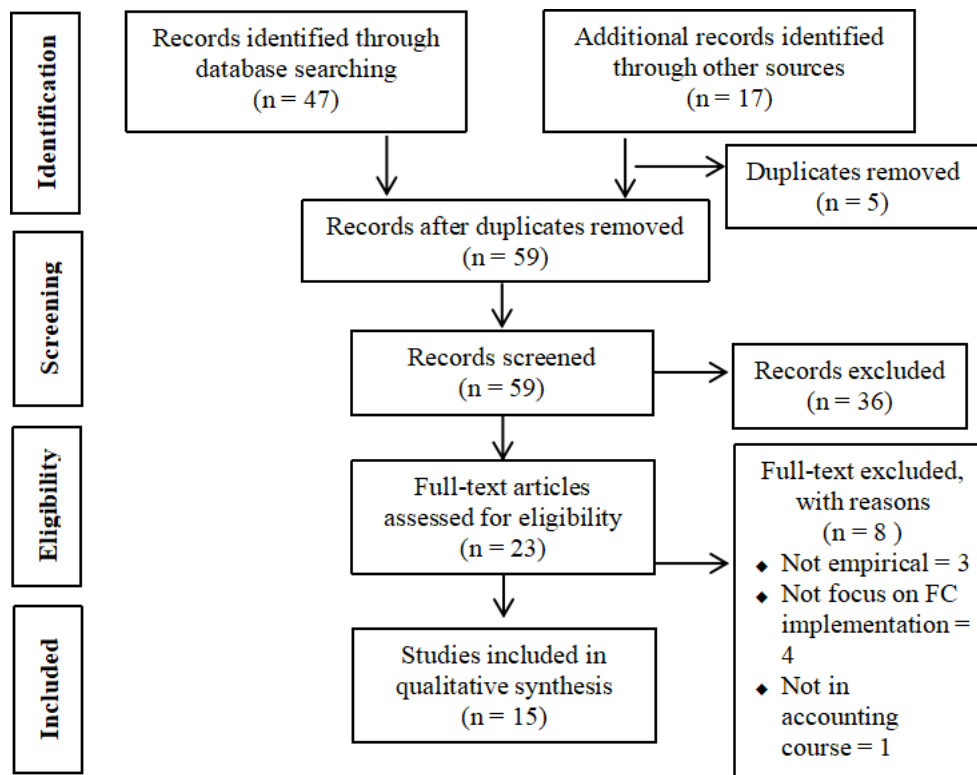 Identification
Records identified through
database searching
(n = 47)
Additional records identified
through other sources
(n = 17)
Duplicates removed
(n = 5)
Records after duplicates removed
(n = 59)
Screening
Records screened
(n = 59)
Records excluded
(n = 36)
Eligibility
Full-text articles
assessed for eligibility
(n = 23)
Full-text excluded,
with reasons
(n = 8 )
◆ Not empirical = 3
◆ Not focus on FC
implementation =
4
◆ Not in
accounting
course = 1
Included
Studies included in
qualitative synthesis
(n = 15)